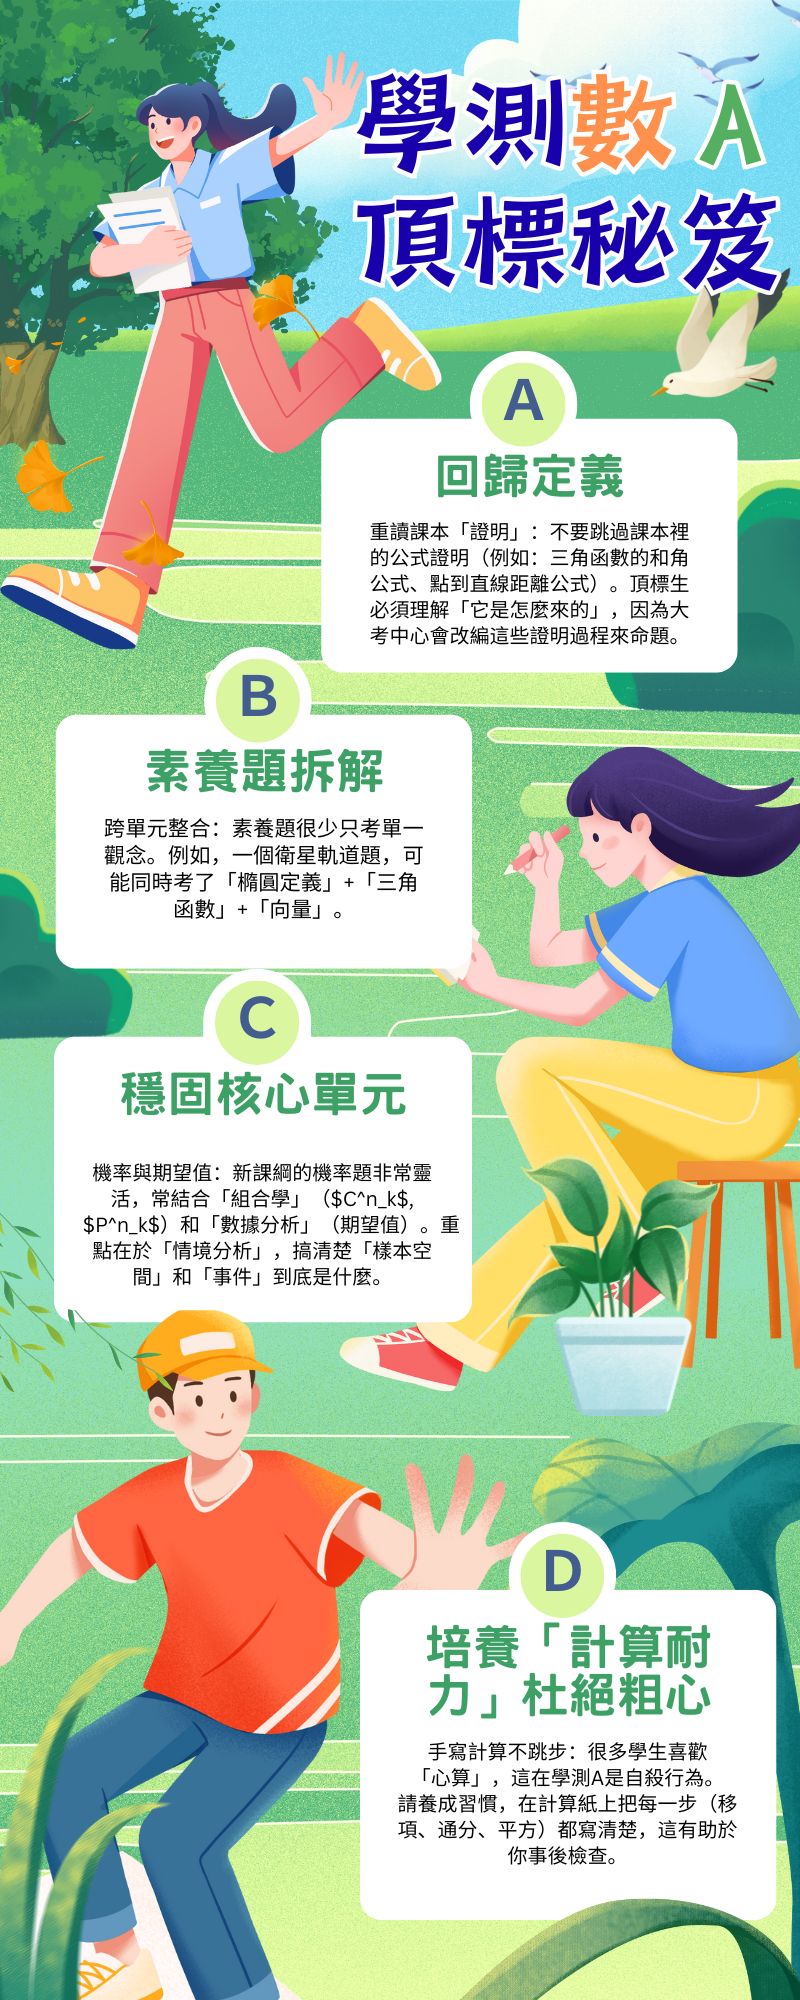 學測數A
頂標秘笈
A
回歸定義
重讀課本「證明」：不要跳過課本裡
的公式證明（例如：三角函數的和角
公式、點到直線距離公式）。頂標生
必須理解「它是怎麼來的」，因為大
考中心會改編這些證明過程來命題。
B
素養題拆解
跨單元整合：素養題很少只考單一
觀念。例如，一個衛星軌道題，可
能同時考了「橢圓定義」+「三角
函數」+「向量」。
C
穩固核心單元
機率與期望值：新課綱的機率題非常靈
活，常結合「組合學」（$C^n_k$,
$P^n_k$）和「數據分析」（期望值）。重
點在於「情境分析」，搞清楚「樣本空
間」和「事件」到底是什麼。
D
培養「計算耐
力」杜絕粗心
手寫計算不跳步：很多學生喜歡
「心算」，這在學測A是自殺行為。
請養成習慣，在計算紙上把每一步（移
項、通分、平方）都寫清楚，這有助於
你事後檢查。